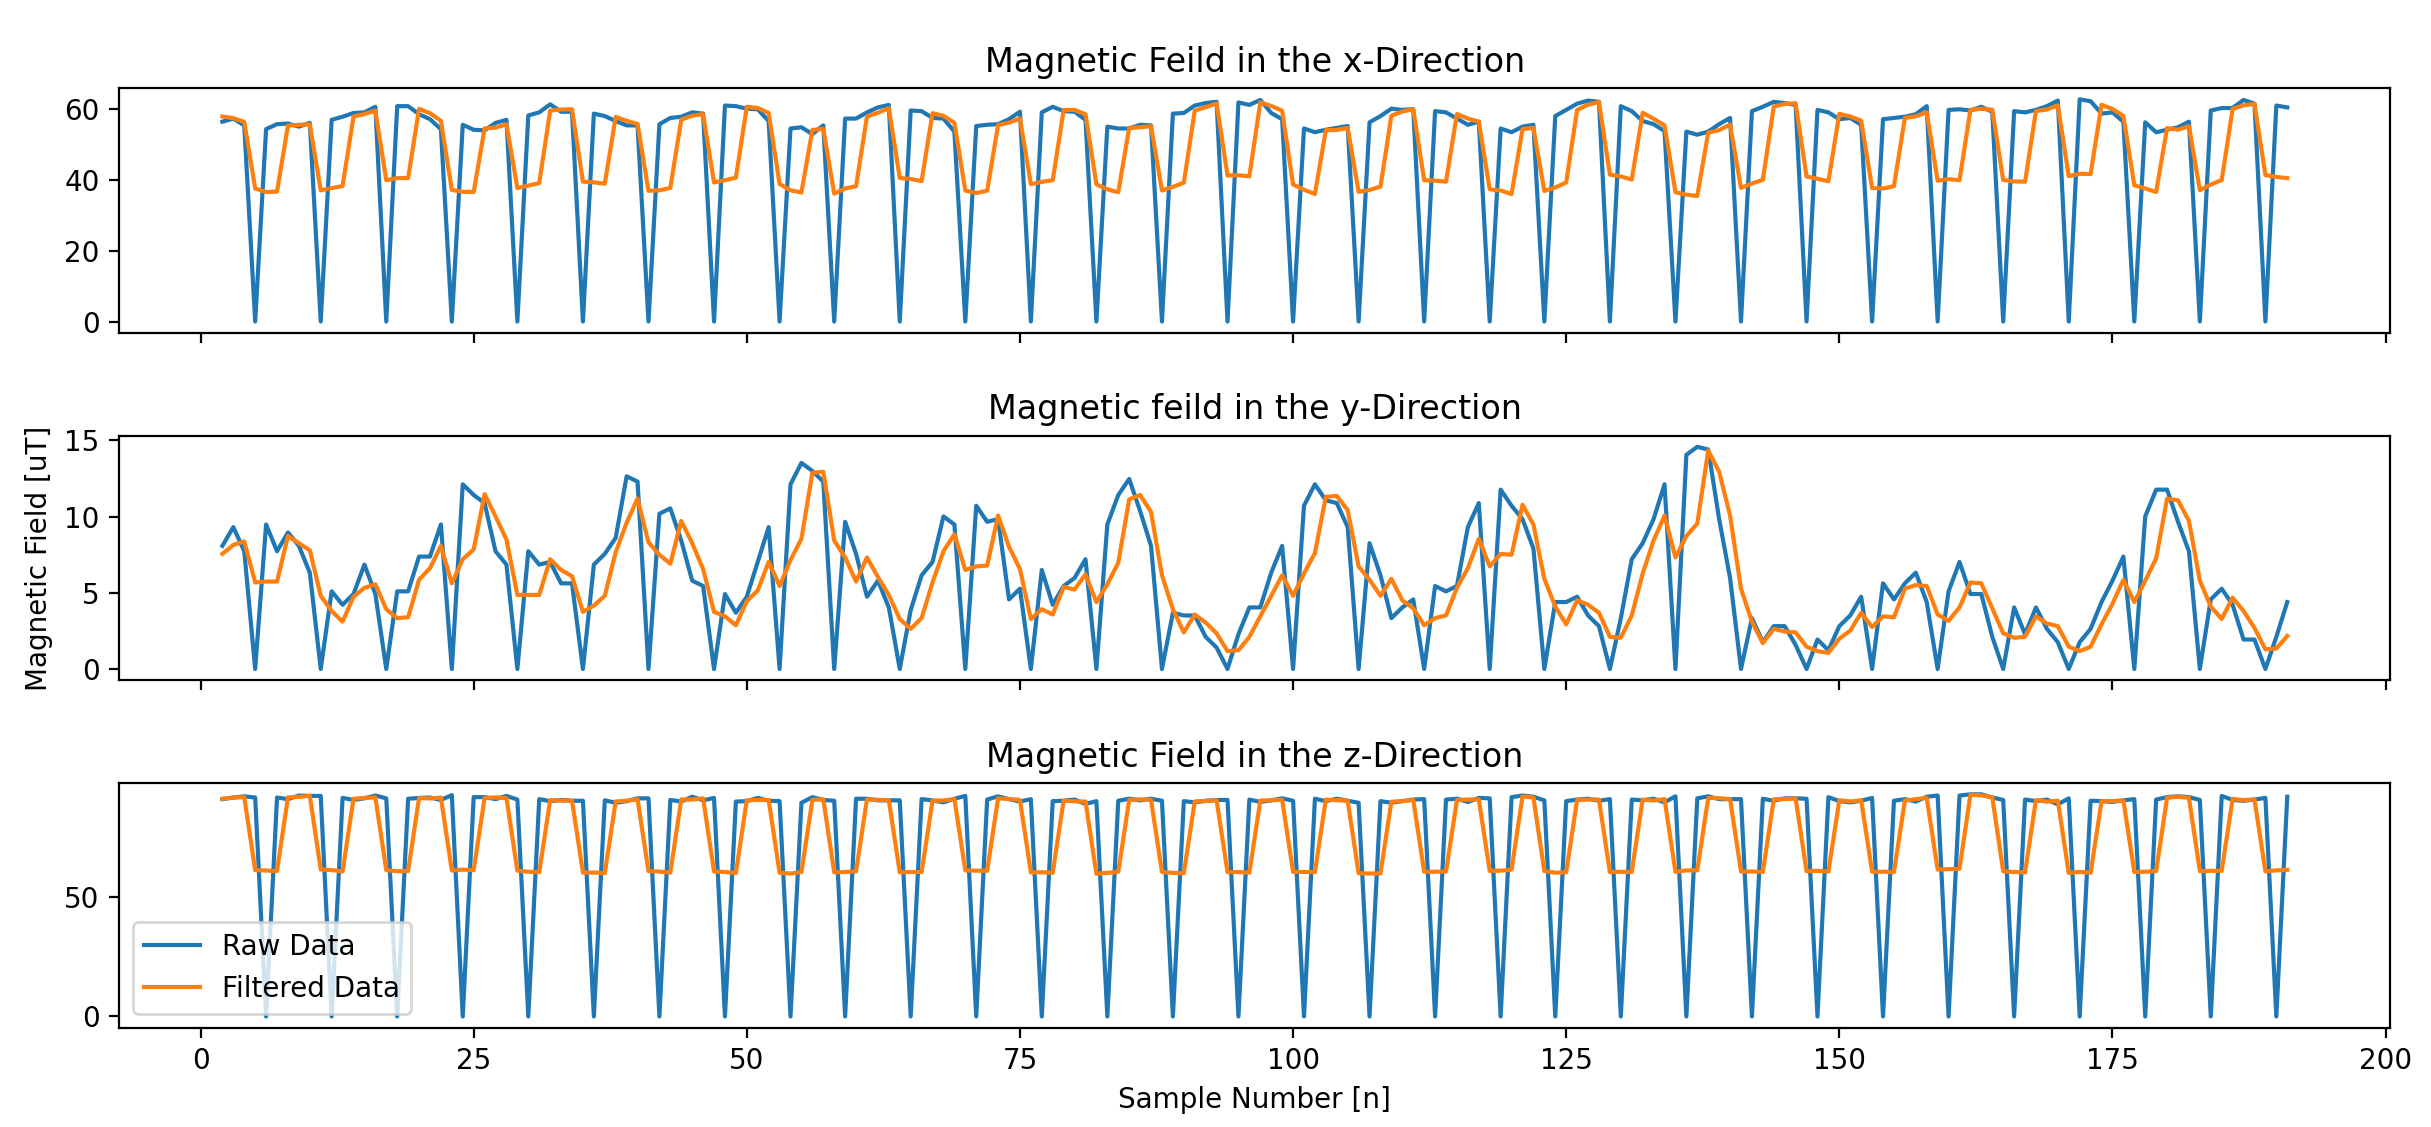 Magnetic Feild in the x-Direction
60
40
20
0
Magnetic feild in the y-Direction
Magnetic Field [uT]
15
10
5
0
Magnetic Field in the z-Direction
50
0
Raw Data
Filtered Data
0 25 50 75 100 125 150 175 200
Sample Number [n]